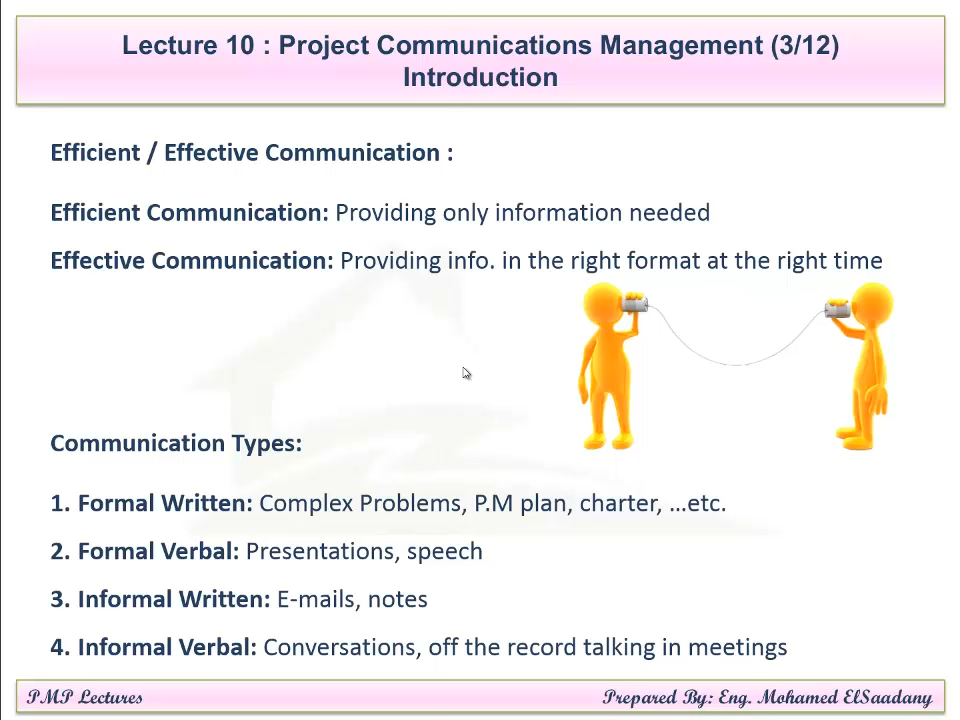 Lecture 10 : Project Communications Management (3/12)
Introduction
Efficient / Effective Communication :
Efficient Communication: Providing only information needed
Effective Communication: Providing info. in the right format at the right time
Communication Types:
1. Formal Written: Complex Problems, P.M plan, charter, ...etc.
2. Formal Verbal: Presentations, speech
3. Informal Written: E-mails, notes
4. Informal Verbal: Conversations, off the record talking in meetings
PMP Lectures
Prepared By: Eng. Mohamed ElSaadany